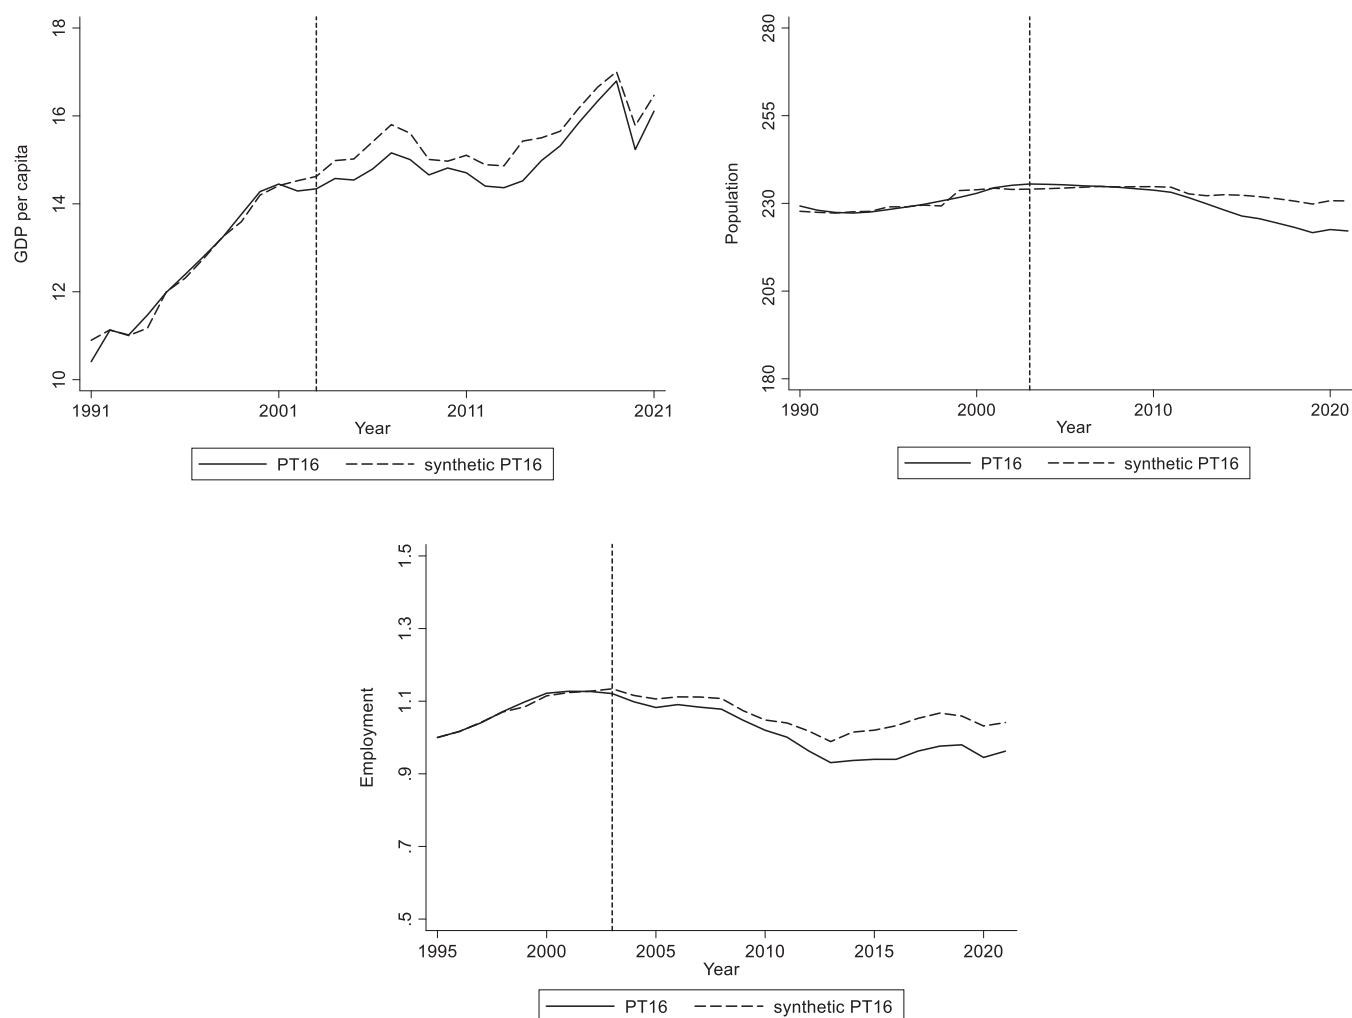 GDP per capita
18
16
14
12
10
1991 2001 2011 2021
Year
PT16 synthetic PT16
Population
280
255
230
205
180
1990 2000 2010 2020
Year
PT16 synthetic PT16
Employment
1.5
1.3
1.1
.9
.7
.5
1995 2000 2005 2010 2015 2020
Year
PT16 synthetic PT16